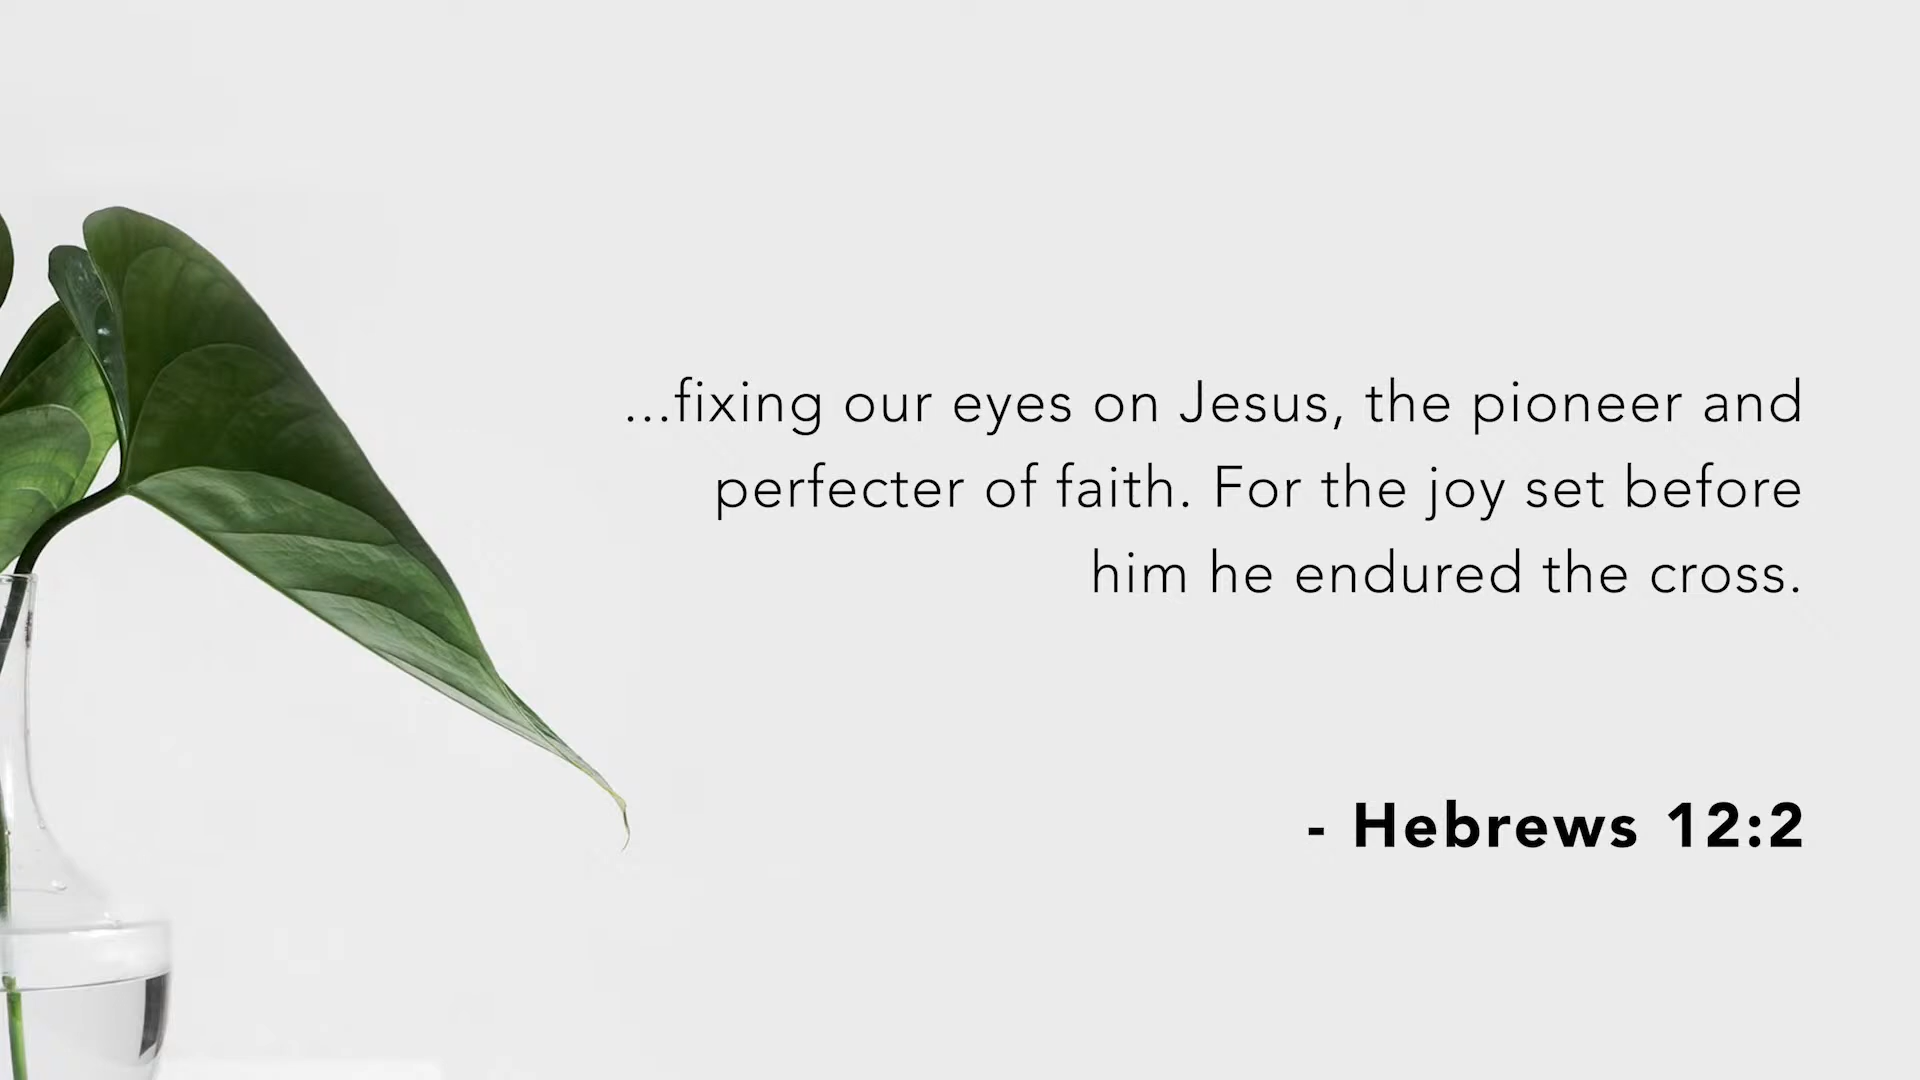 ...fixing our eyes on Jesus, the pioneer and
perfecter of faith. For the joy set before
him he endured the cross.
- Hebrews 12:2